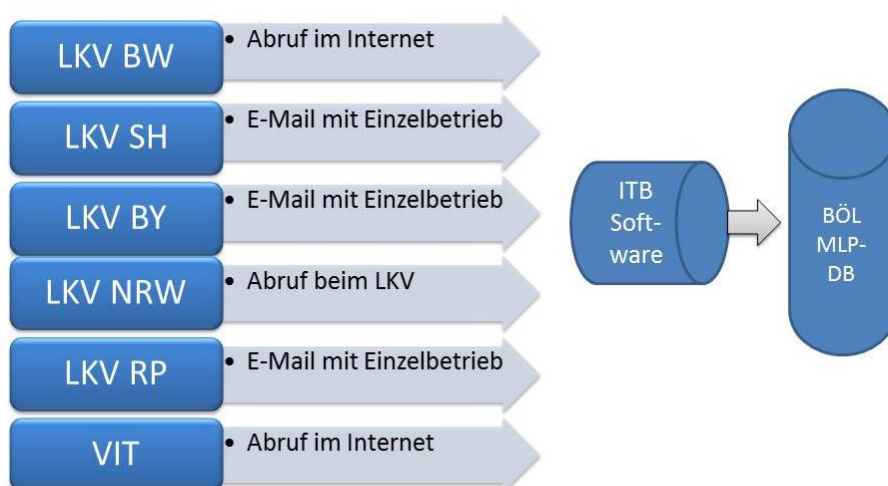 LKV BW
• Abruf im Internet
LKV SH
• E-Mail mit Einzelbetrieb
LKV BY
• E-Mail mit Einzelbetrieb
LKV NRW
• Abruf beim LKV
LKV RP
• E-Mail mit Einzelbetrieb
VIT
• Abruf im Internet
ITB
Soft-
ware
BÖL
MLP-
DB